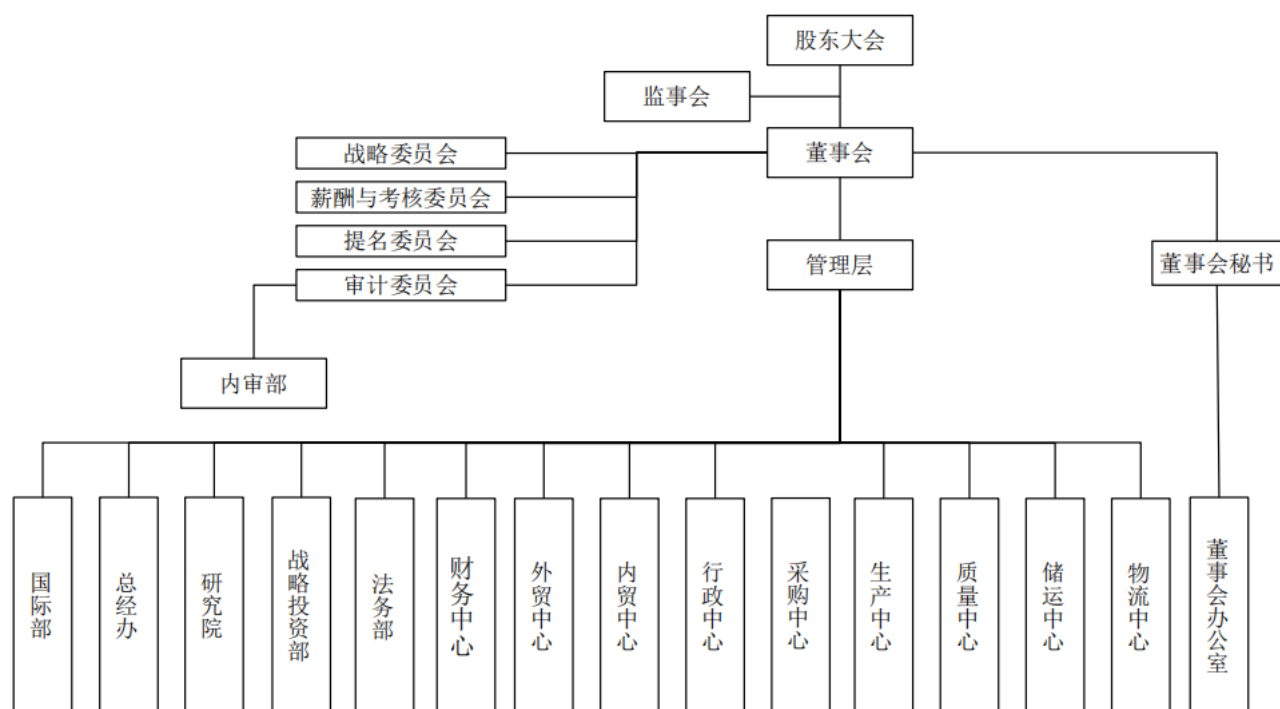 股东大会
监事会
董事会
战略委员会
薪酬与考核委员会
提名委员会
审计委员会
管理层
董事会秘书
内审部
国际部
总经办
研究院
战略投资部
法务部
财务中心
外贸中心
内贸中心
行政中心
采购中心
生产中心
质量中心
储运中心
物流中心
董事会办公室